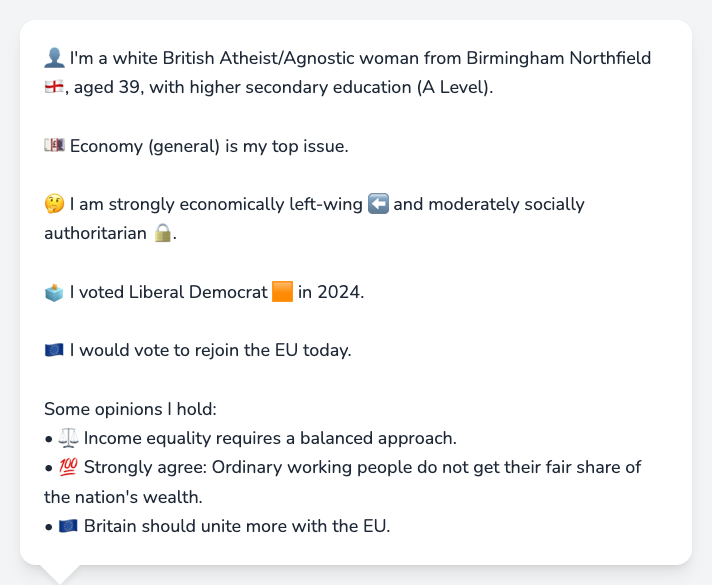 👤 I'm a white British Atheist/Agnostic woman from Birmingham Northfield
🏴󠁧󠁢󠁥󠁮󠁧󠁿, aged 39, with higher secondary education (A Level).
💷 Economy (general) is my top issue.
🤔 I am strongly economically left-wing ⬅️ and moderately socially
authoritarian 🔒.
🗳️ I voted Liberal Democrat 🟧 in 2024.
🇪🇺 I would vote to rejoin the EU today.
Some opinions I hold:
• ⚖️ Income equality requires a balanced approach.
• 💯 Strongly agree: Ordinary working people do not get their fair share of
the nation's wealth.
• 🇪🇺 Britain should unite more with the EU.